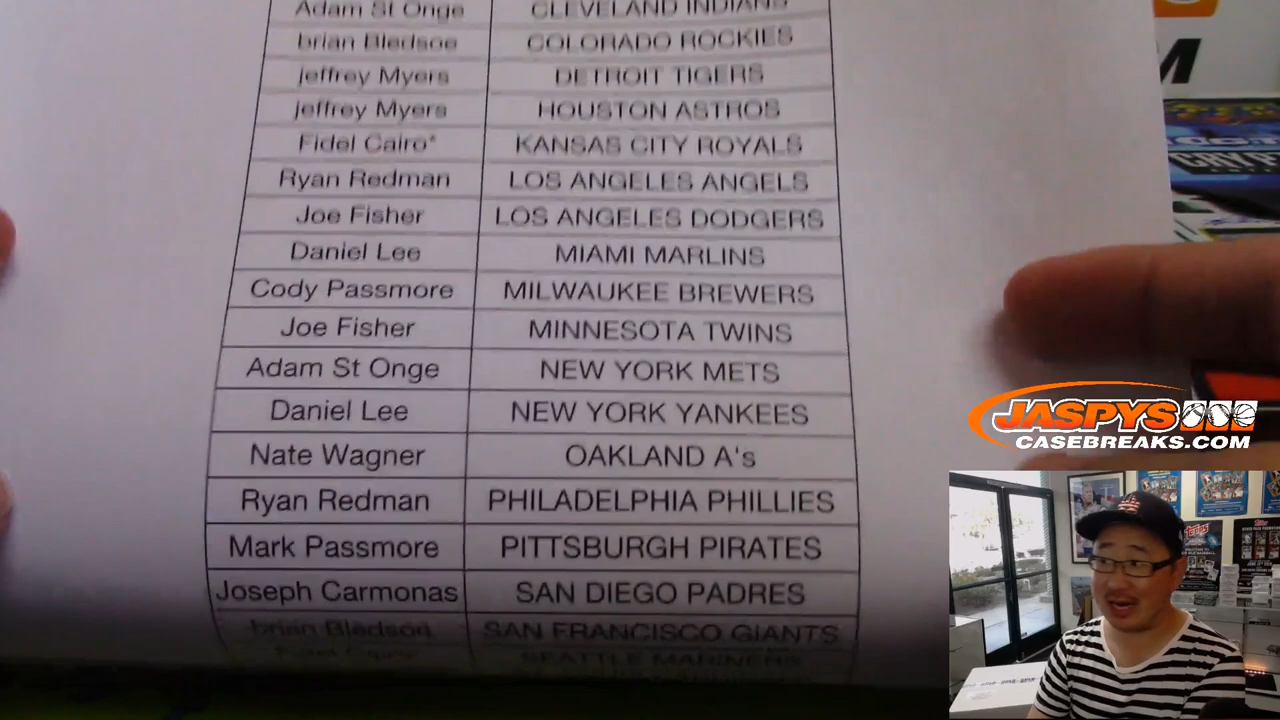 Adam St Onge CLEVELAND INDIANS
brian Bledsoe COLORADO ROCKIES
jeffrey Myers DETROIT TIGERS
jeffrey Myers HOUSTON ASTROS
Fidel Cairo* KANSAS CITY ROYALS
Ryan Redman LOS ANGELES ANGELS
Joe Fisher LOS ANGELES DODGERS
Daniel Lee MIAMI MARLINS
Cody Passmore MILWAUKEE BREWERS
Joe Fisher MINNESOTA TWINS
Adam St Onge NEW YORK METS
Daniel Lee NEW YORK YANKEES
Nate Wagner OAKLAND A's
Ryan Redman PHILADELPHIA PHILLIES
Mark Passmore PITTSBURGH PIRATES
Joseph Carmonas SAN DIEGO PADRES
brian Bledsoe SAN FRANCISCO GIANTS
SEATTLE MARINERS
JASPYS
CASEBREAKS.COM